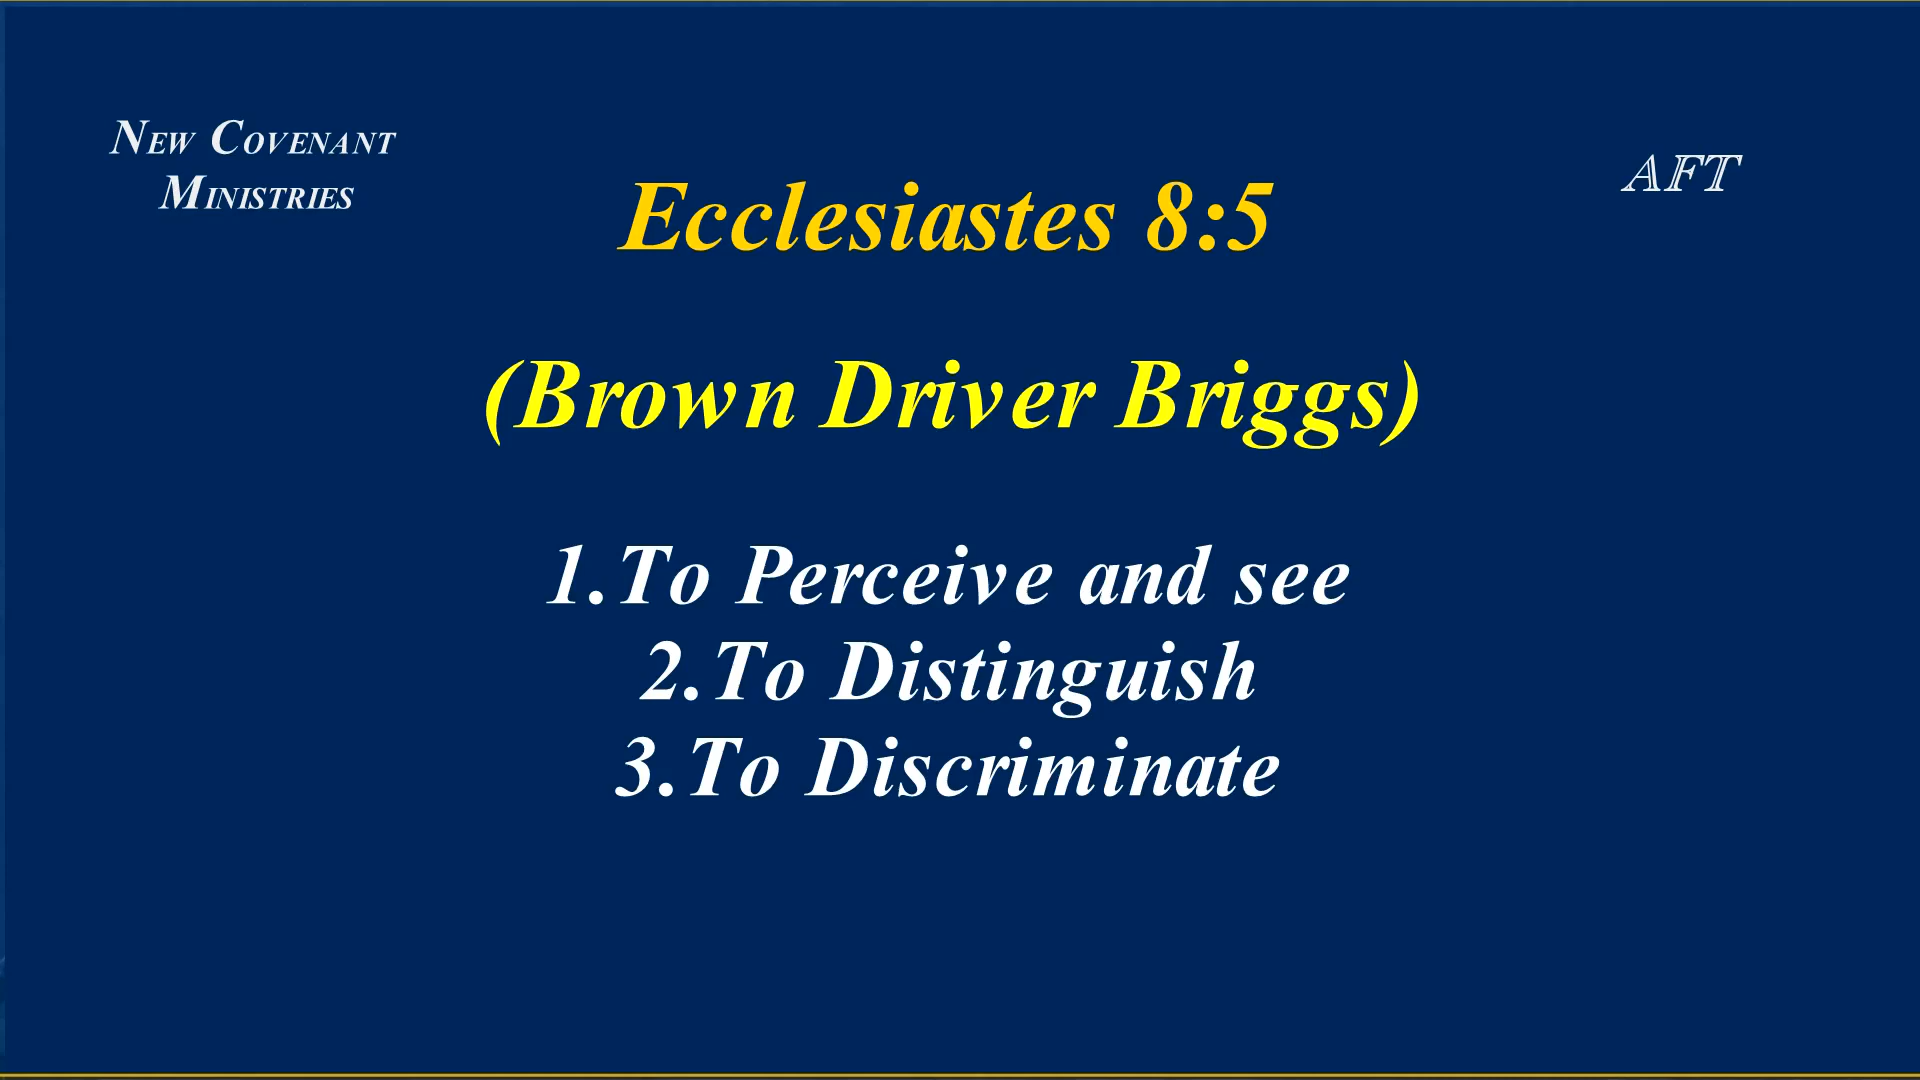 New Covenant
Ministries
AFT
Ecclesiastes 8:5
(Brown Driver Briggs)
1.To Perceive and see
2.To Distinguish
3.To Discriminate